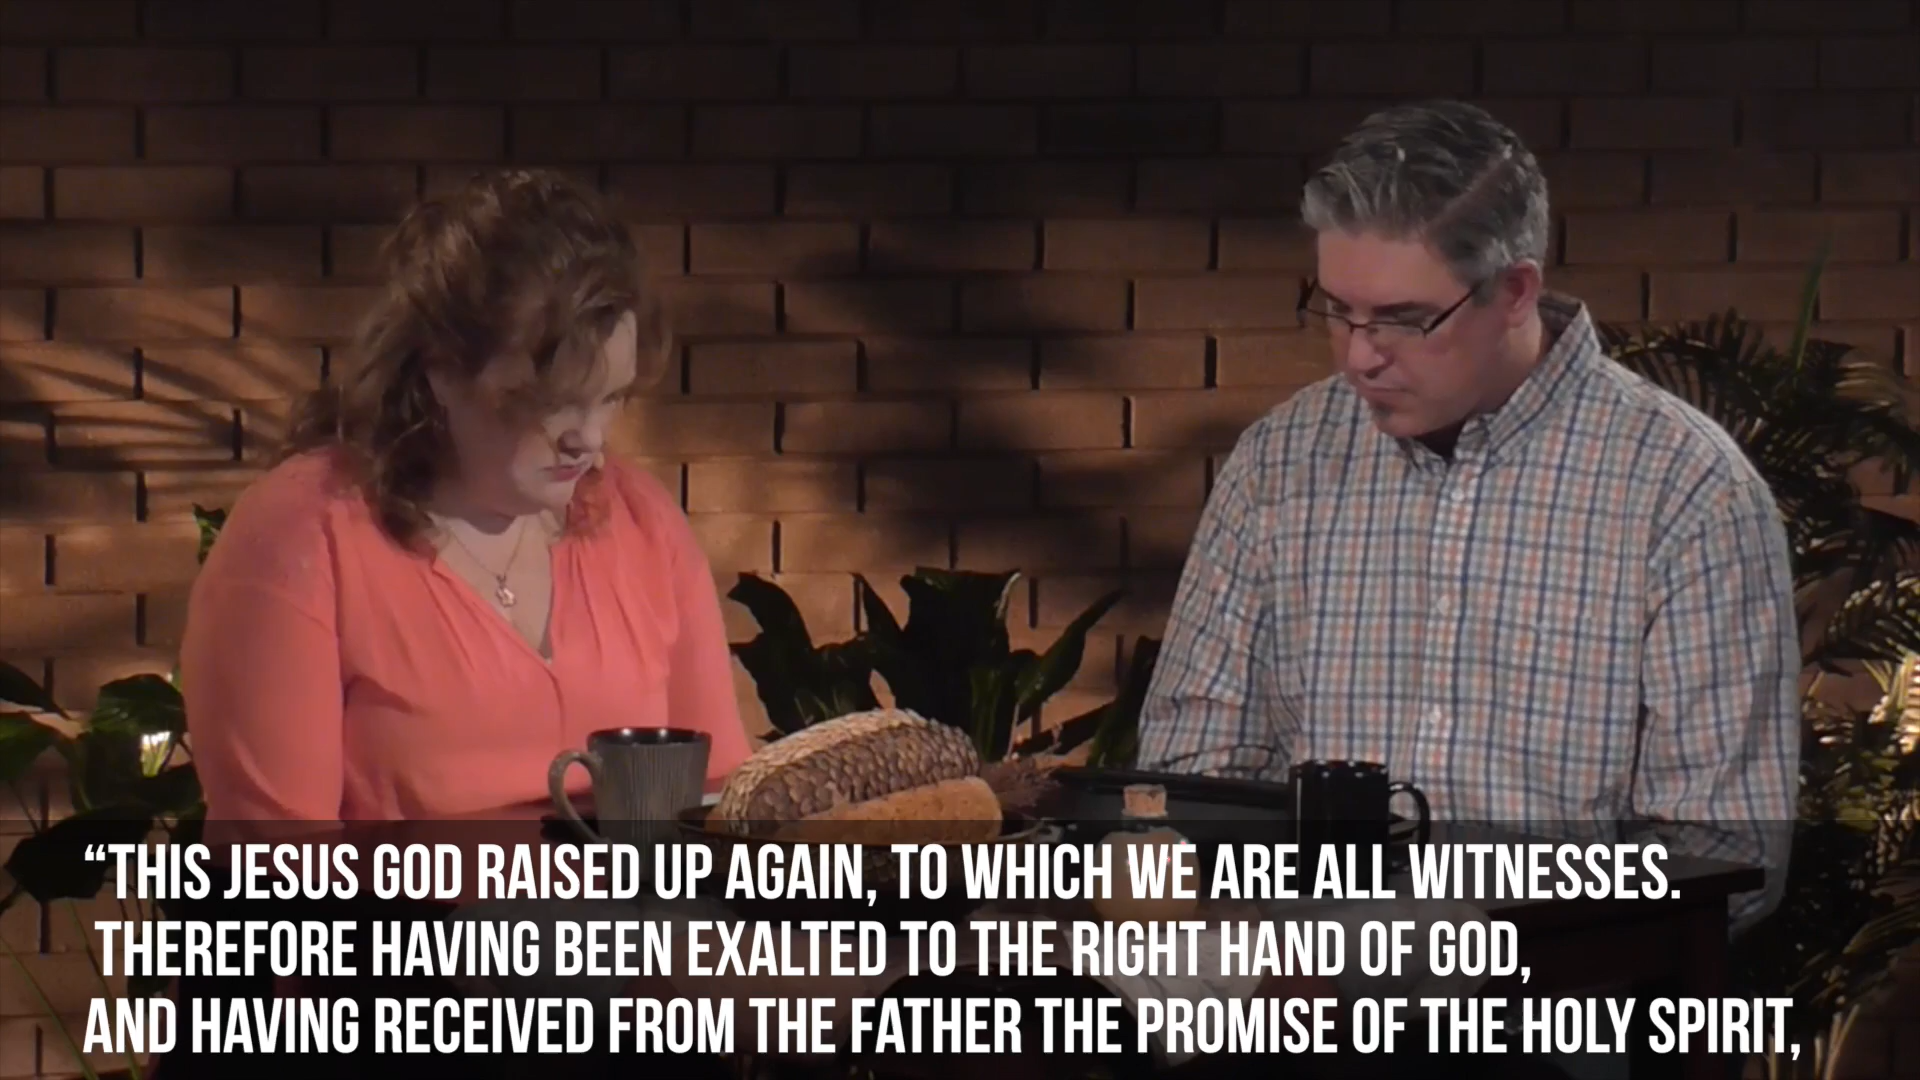 “THIS JESUS GOD RAISED UP AGAIN, TO WHICH WE ARE ALL WITNESSES.
THEREFORE HAVING BEEN EXALTED TO THE RIGHT HAND OF GOD,
AND HAVING RECEIVED FROM THE FATHER THE PROMISE OF THE HOLY SPIRIT,